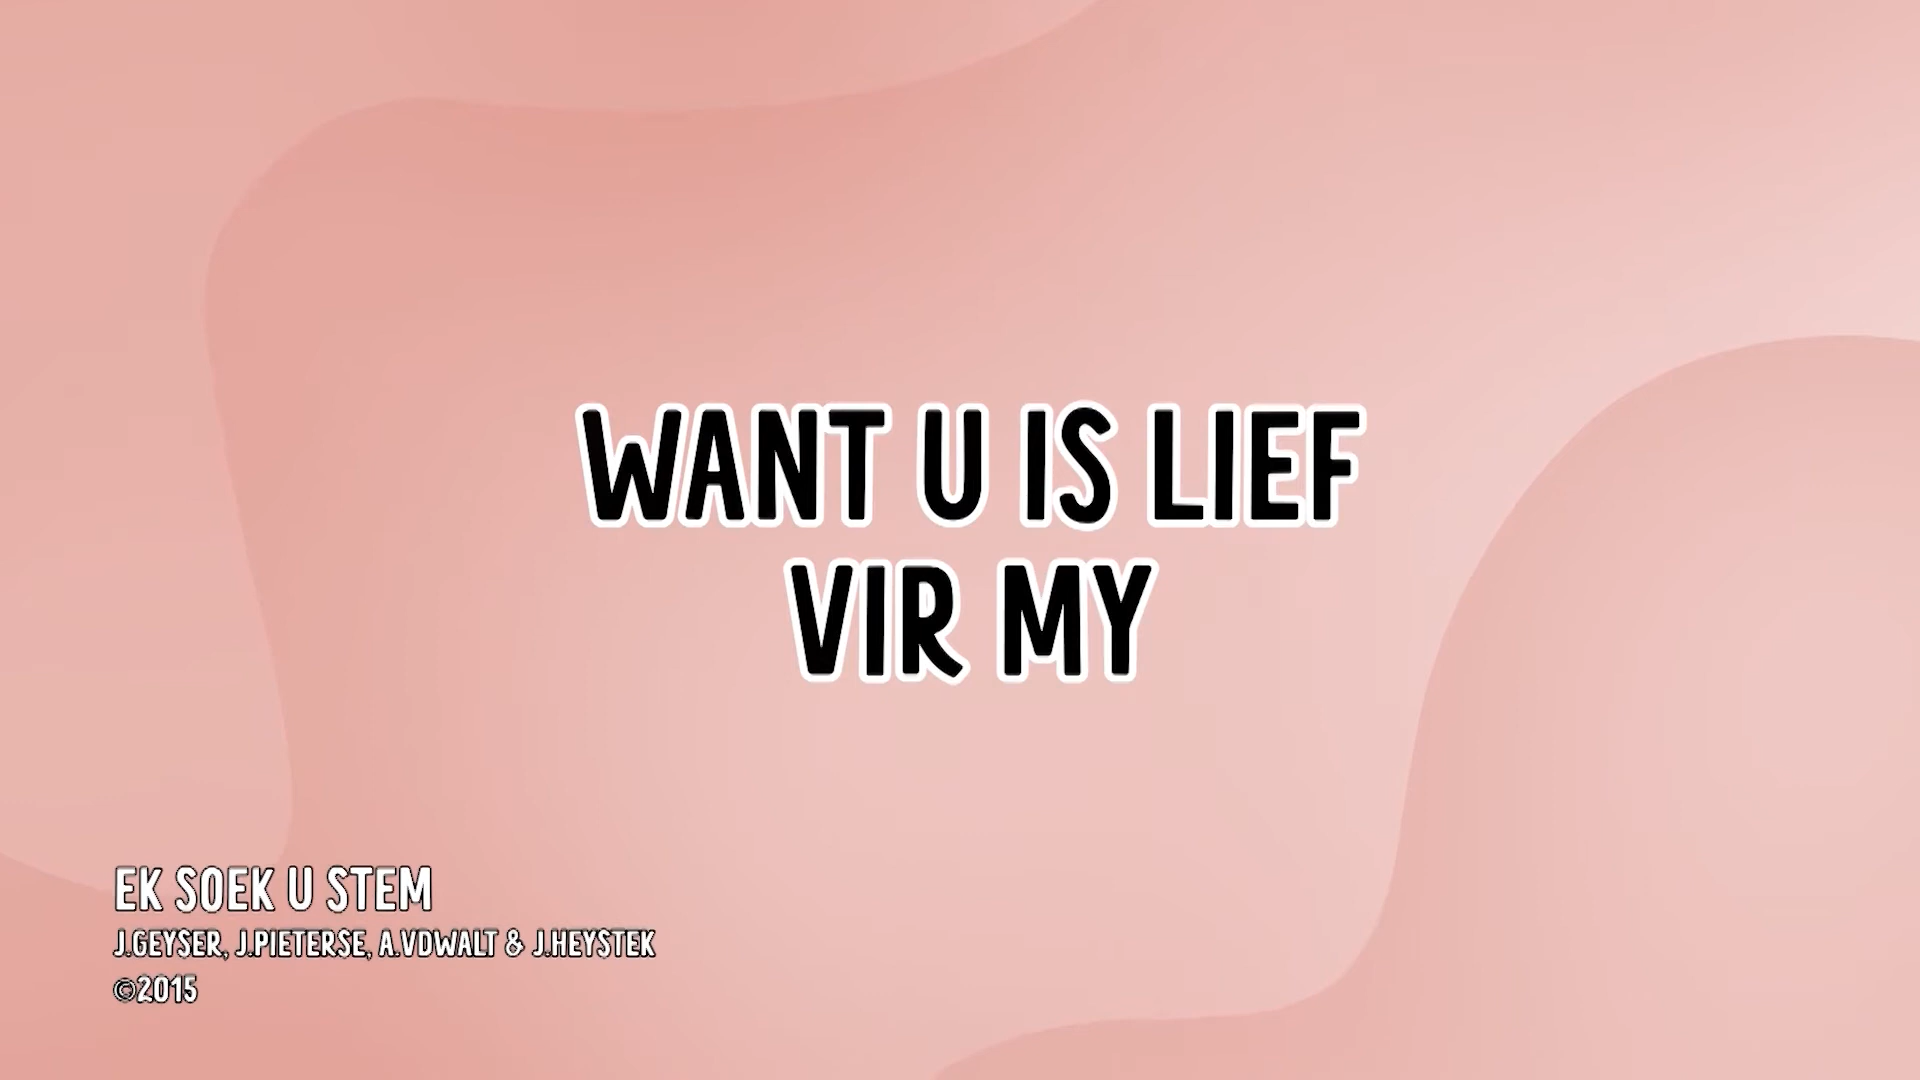 WANT U IS LIEF
VIR MY
EK SOEK U STEM
J.GEYSER, J.PIETERSE, A.VDWALT & J.HEYSTEK
©2015